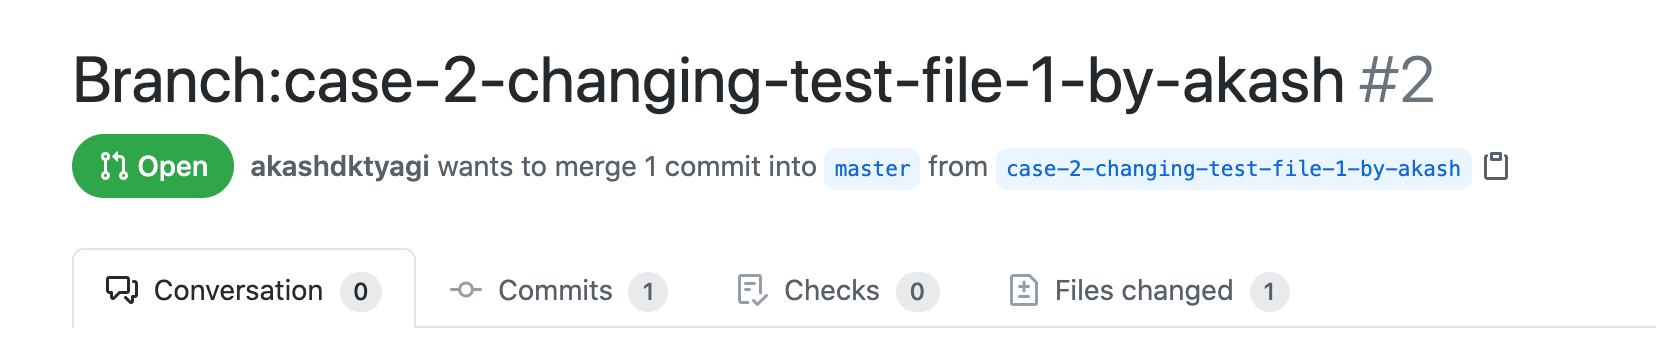 Branch:case-2-changing-test-file-1-by-akash #2
Open akashdktyagi wants to merge 1 commit into master from case-2-changing-test-file-1-by-akash
Conversation 0 Commits 1 Checks 0 Files changed 1